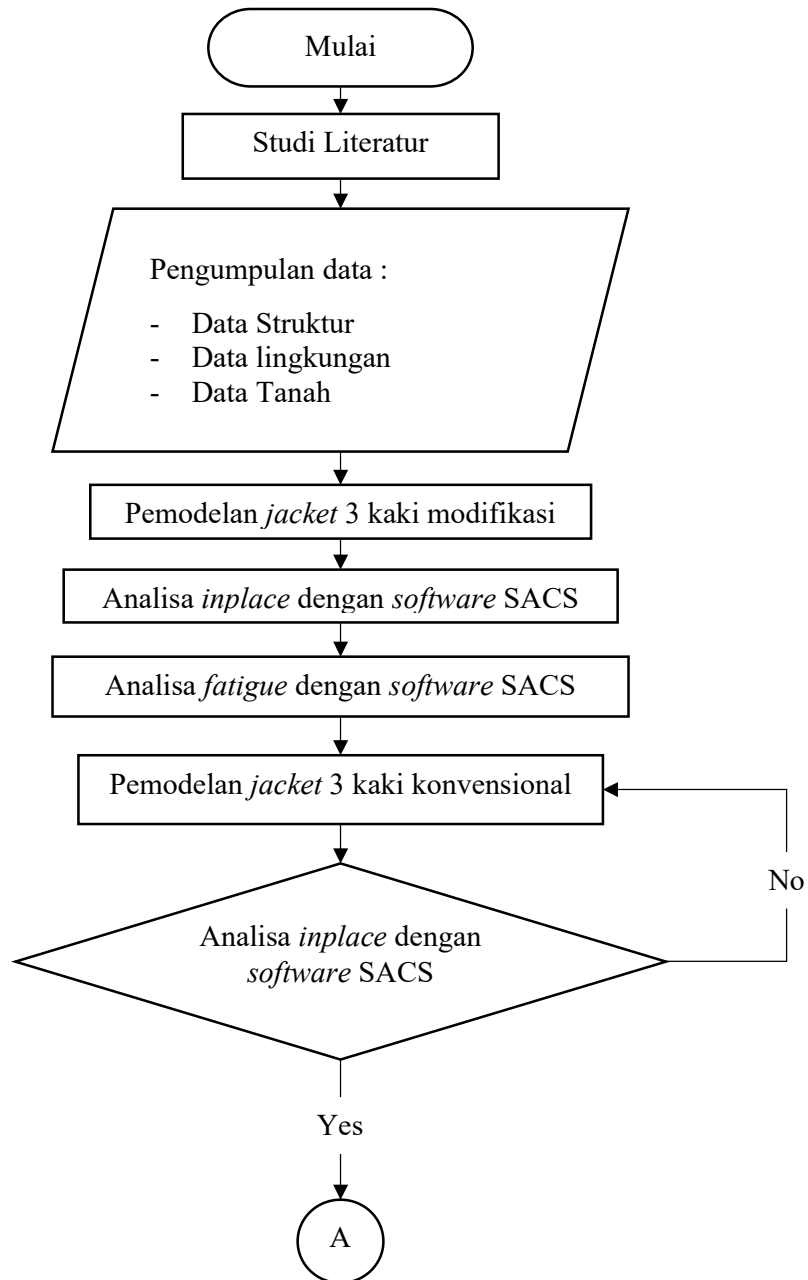 Mulai
Studi Literatur
Pengumpulan data :
- Data Struktur
- Data lingkungan
- Data Tanah
Pemodelan jacket 3 kaki modifikasi
Analisa inplace dengan software SACS
Analisa fatigue dengan software SACS
Pemodelan jacket 3 kaki konvensional
No
Analisa inplace dengan
software SACS
Yes
A